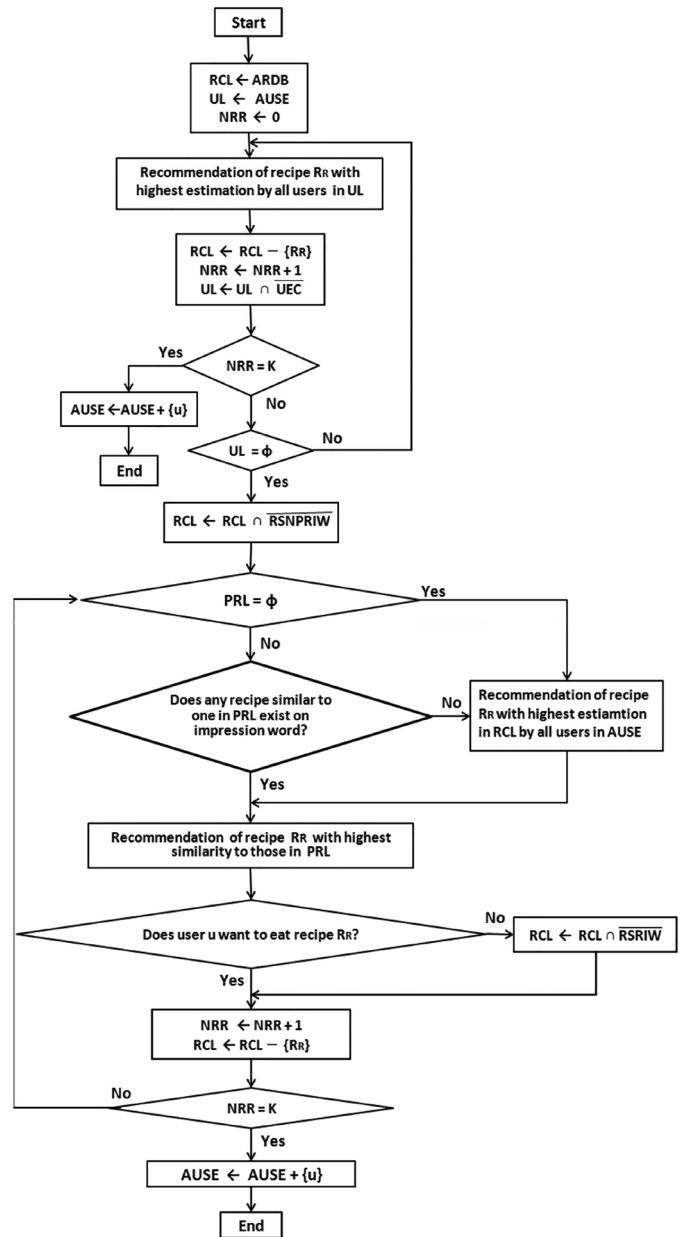 Start
RCL ← ARDB
UL ← AUSE
NRR ← 0
Recommendation of recipe RR with
highest estimation by all users in UL
RCL ← RCL − {RR}
NRR ← NRR + 1
UL ← UL ∩ U̅E̅C̅
Yes
NRR = K
AUSE ← AUSE + {u}
No
End
UL = ϕ
No
Yes
RCL ← RCL ∩ R̅S̅N̅P̅R̅I̅W̅
PRL = ϕ
Yes
No
Does any recipe similar to
one in PRL exist on
impression word?
No
Recommendation of recipe
RR with highest estiamtion
in RCL by all users in AUSE
Yes
Recommendation of recipe RR with highest
similarity to those in PRL
Does user u want to eat recipe RR?
No
RCL ← RCL ∩ R̅S̅R̅I̅W̅
Yes
NRR ← NRR + 1
RCL ← RCL − {RR}
No
NRR = K
Yes
AUSE ← AUSE + {u}
End